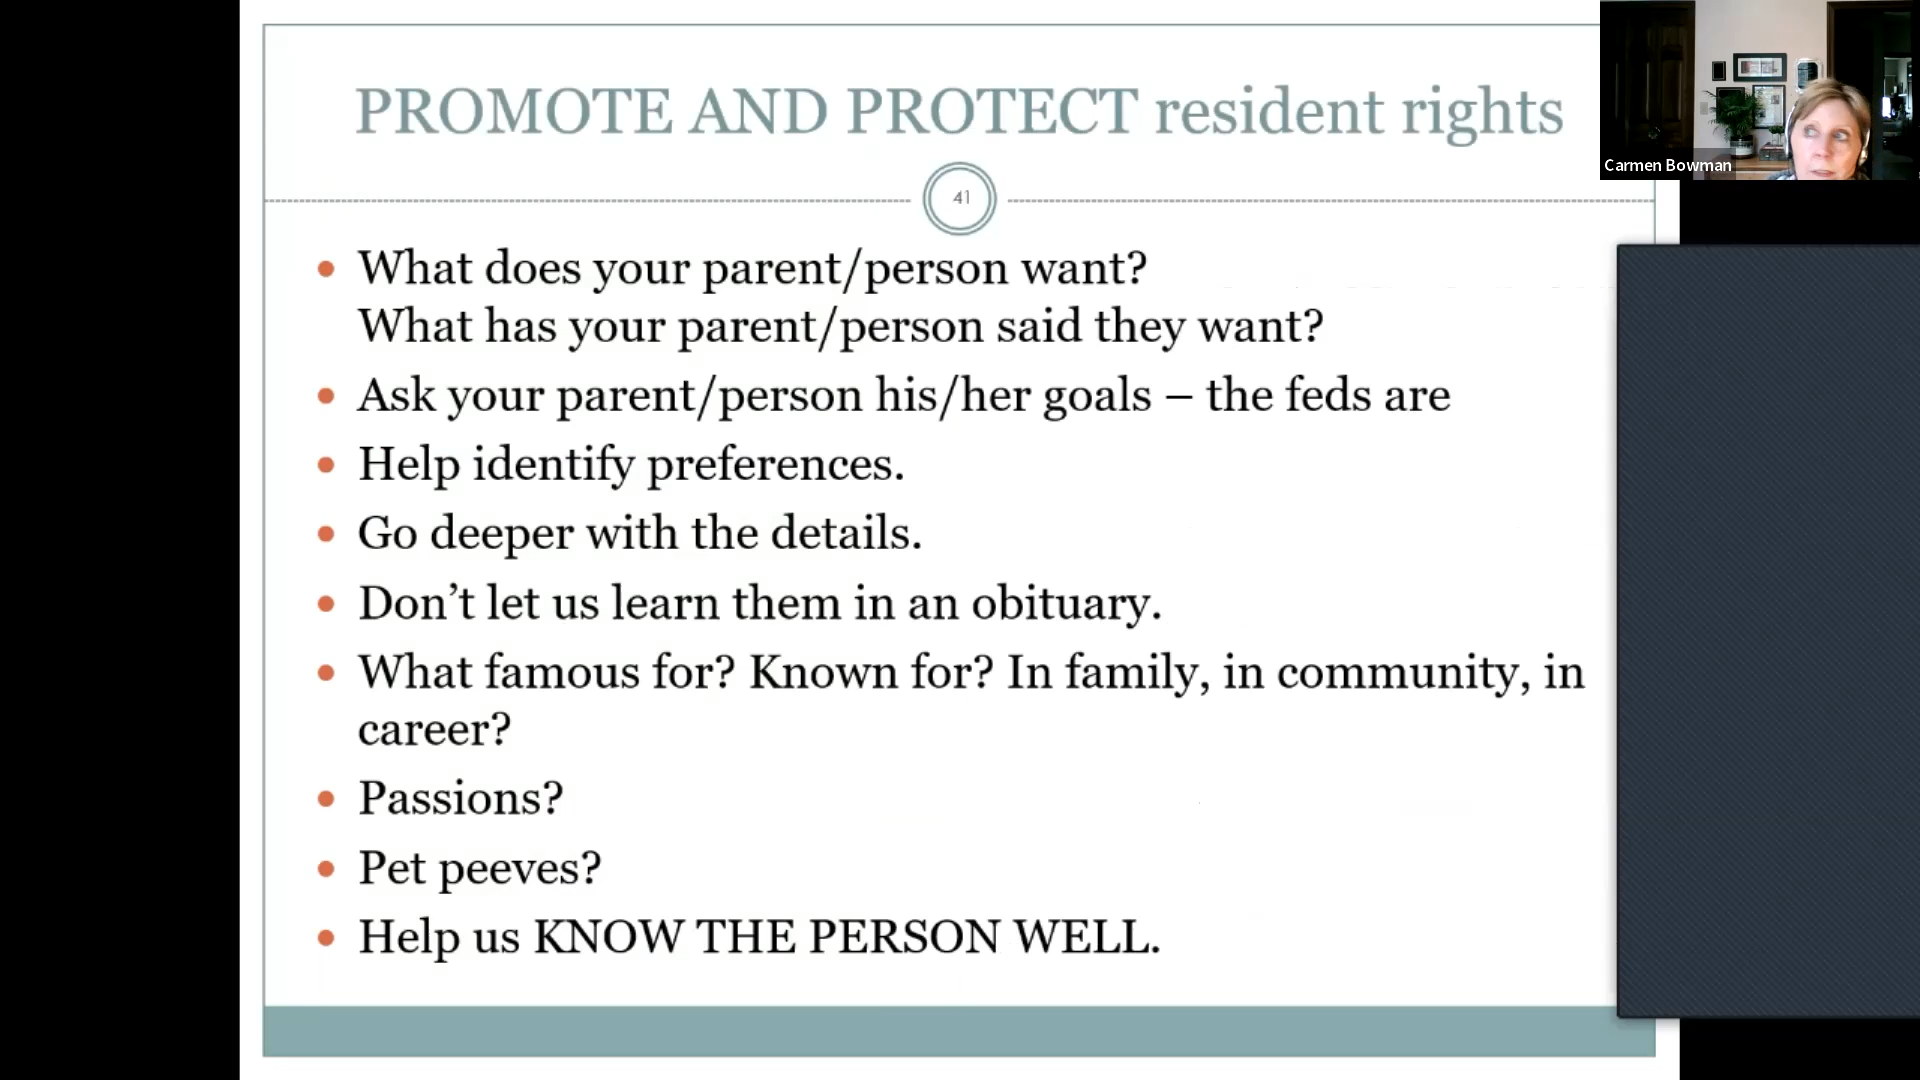 PROMOTE AND PROTECT resident rights
Carmen Bowman
41
• What does your parent/person want?
What has your parent/person said they want?
• Ask your parent/person his/her goals – the feds are
• Help identify preferences.
• Go deeper with the details.
• Don’t let us learn them in an obituary.
• What famous for? Known for? In family, in community, in
career?
• Passions?
• Pet peeves?
• Help us KNOW THE PERSON WELL.